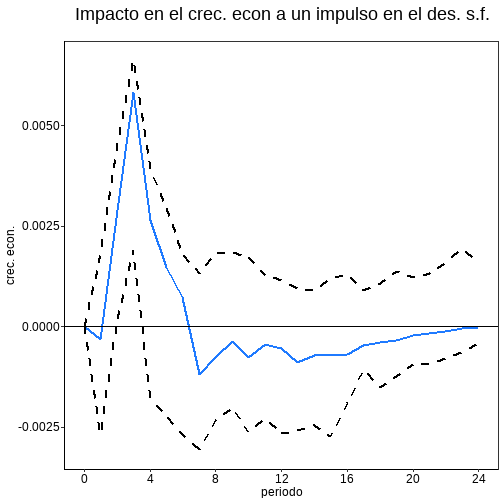 Impacto en el crec. econ a un impulso en el des. s.f.
crec. econ.
0.0050
0.0025
0.0000
-0.0025
0 4 8 12 16 20 24
periodo